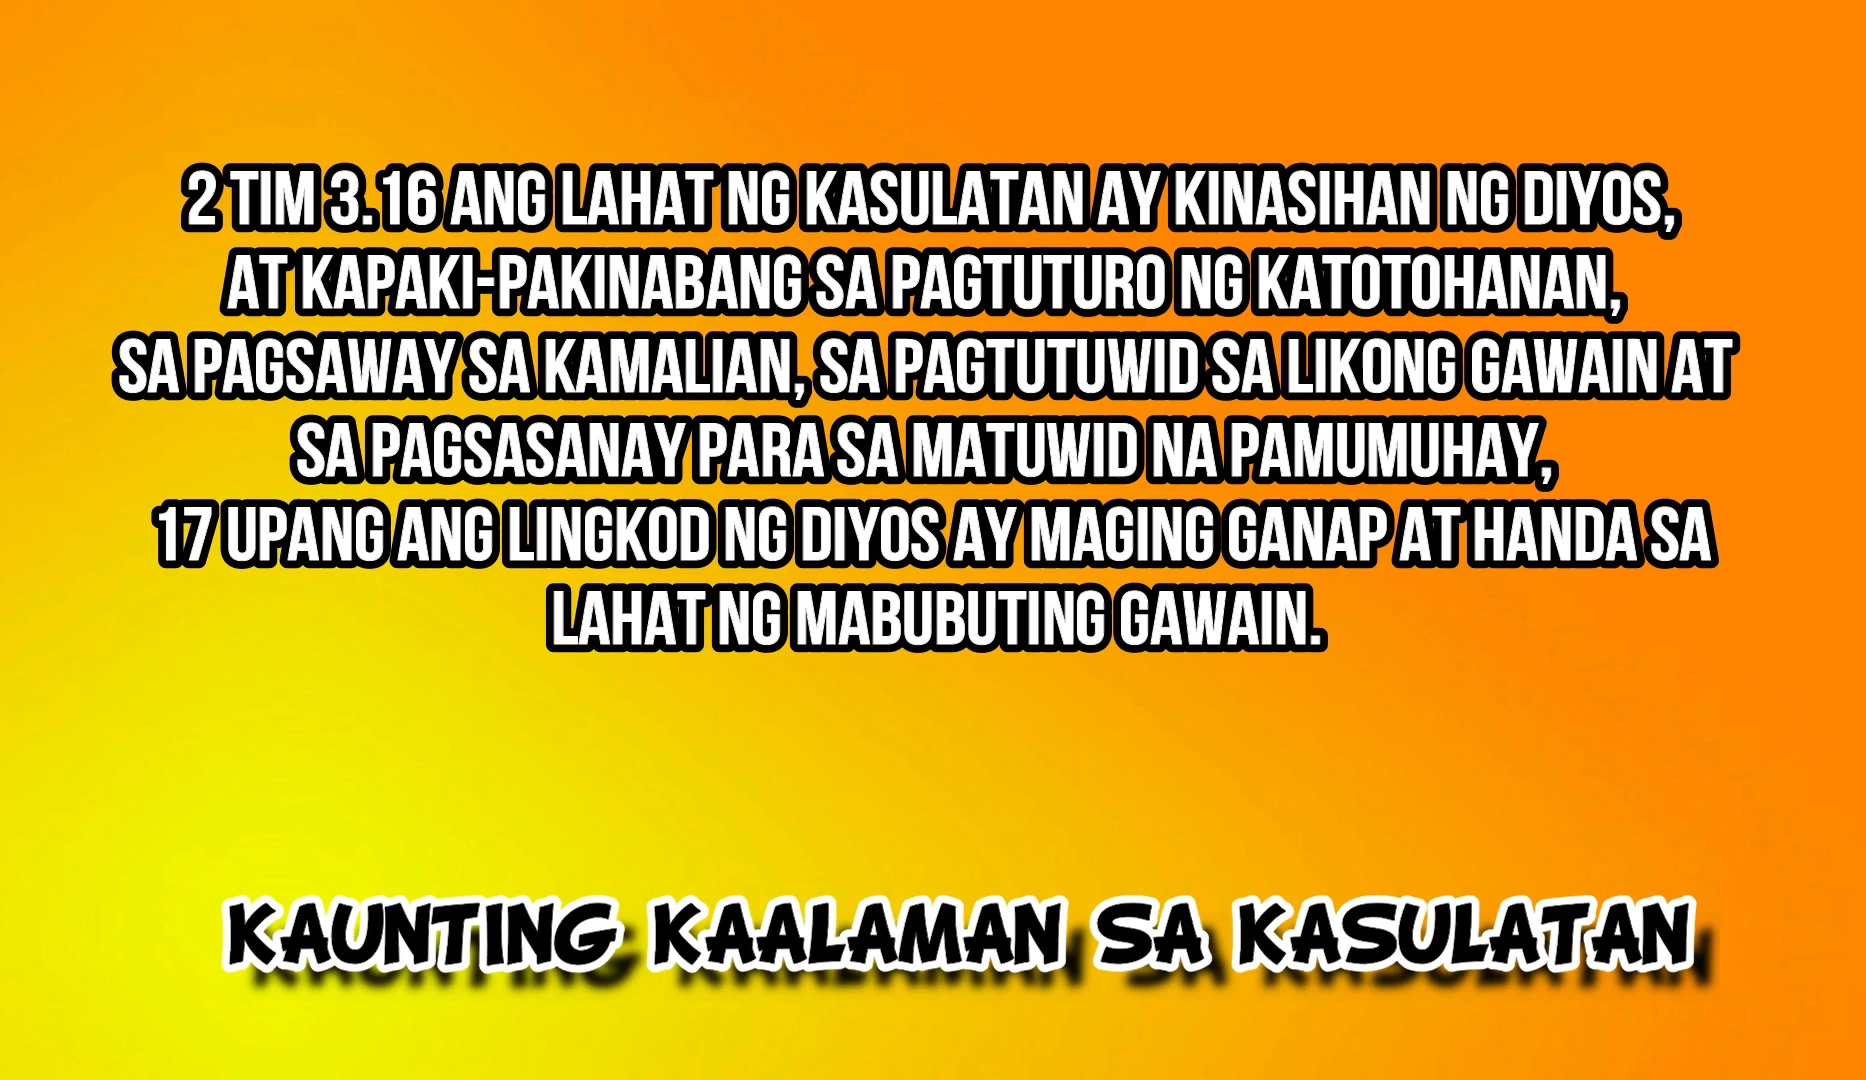 2 TIM 3.16 ANG LAHAT NG KASULATAN AY KINASIHAN NG DIYOS,
AT KAPAKI-PAKINABANG SA PAGTUTURO NG KATOTOHANAN,
SA PAGSAWAY SA KAMALIAN, SA PAGTUTUWID SA LIKONG GAWAIN AT
SA PAGSASANAY PARA SA MATUWID NA PAMUMUHAY,
17 UPANG ANG LINGKOD NG DIYOS AY MAGING GANAP AT HANDA SA
LAHAT NG MABUBUTING GAWAIN.
KAUNTING KAALAMAN SA KASULATAN